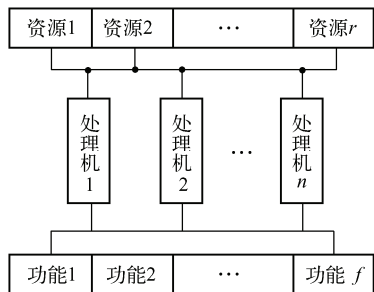 资源1 资源2 … 资源r
处理机1 处理机2 … 处理机n
功能1 功能2 … 功能 f